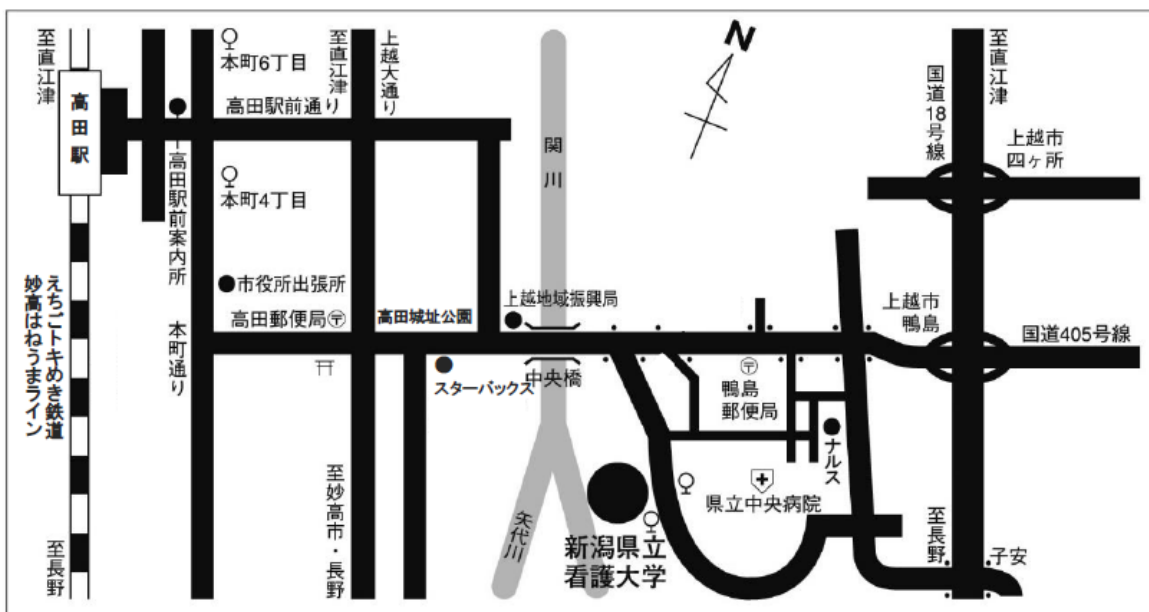 至直江津
高田駅
えちごトキめき鉄道
妙高はねうまライン
至長野
本町6丁目
高田駅前通り
高田駅前案内所
本町4丁目
市役所出張所
高田郵便局〒
本町通り
至直江津
上越大通り
至妙高市・長野
高田城址公園
スターバックス
上越地域振興局
関川
中央橋
矢代川
N
新潟県立
看護大学
〒
鴨島
郵便局
県立中央病院
ナルス
国道18号線
至直江津
上越市
四ヶ所
上越市
鴨島
国道405号線
至長野
子安